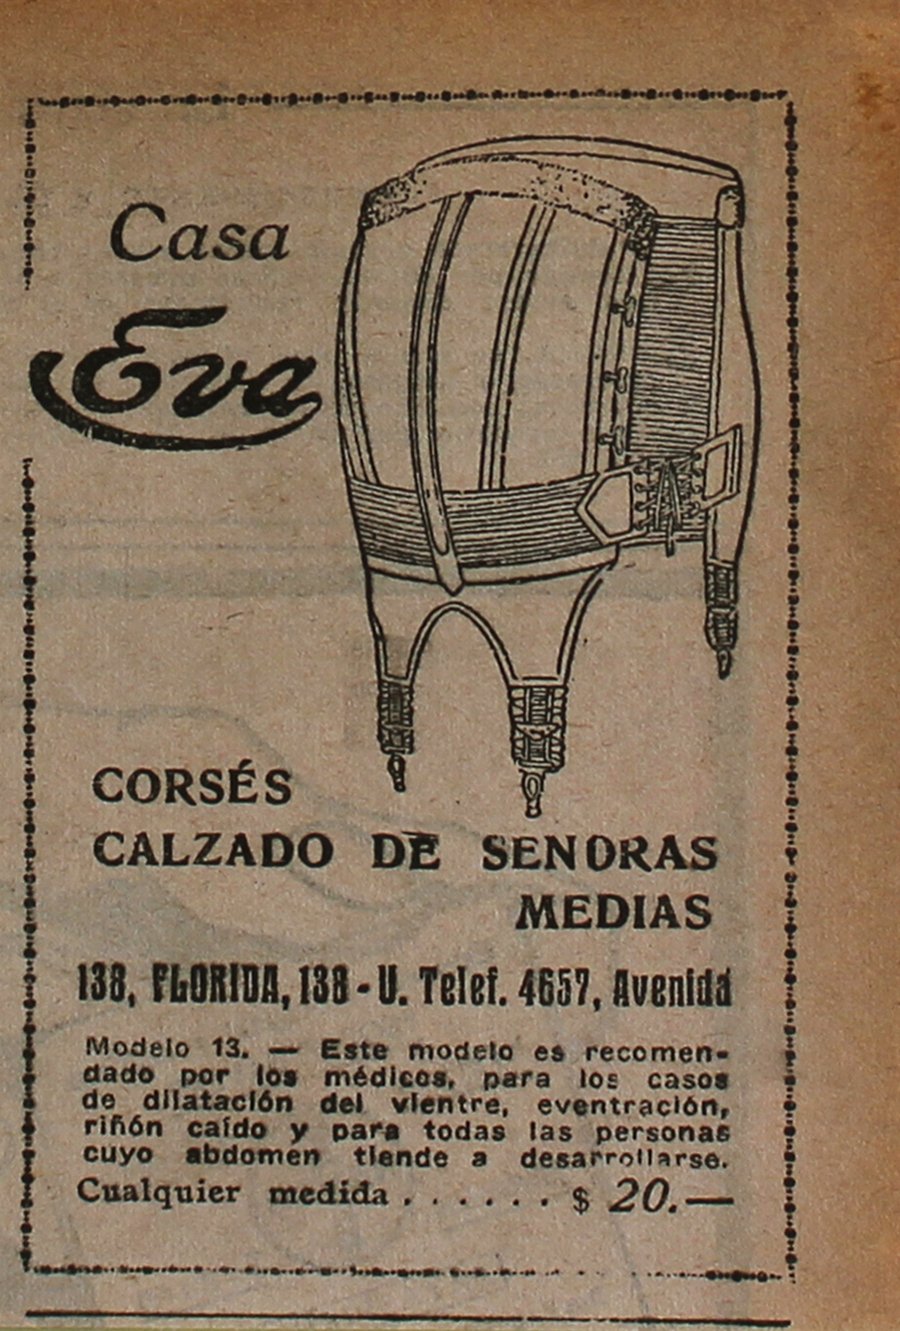 Casa
Eva
CORSÉS
CALZADO DE SENORAS
MEDIAS
138, FLORIDA, 138 - U. Telef. 4657, Avenida
Modelo 13. — Este modelo es recomen-
dado por los médicos, para los casos
de dilatación del vientre, eventración,
riñón caído y para todas las personas
cuyo abdomen tiende a desarrollarse.
Cualquier medida . . . . . . . $ 20.—